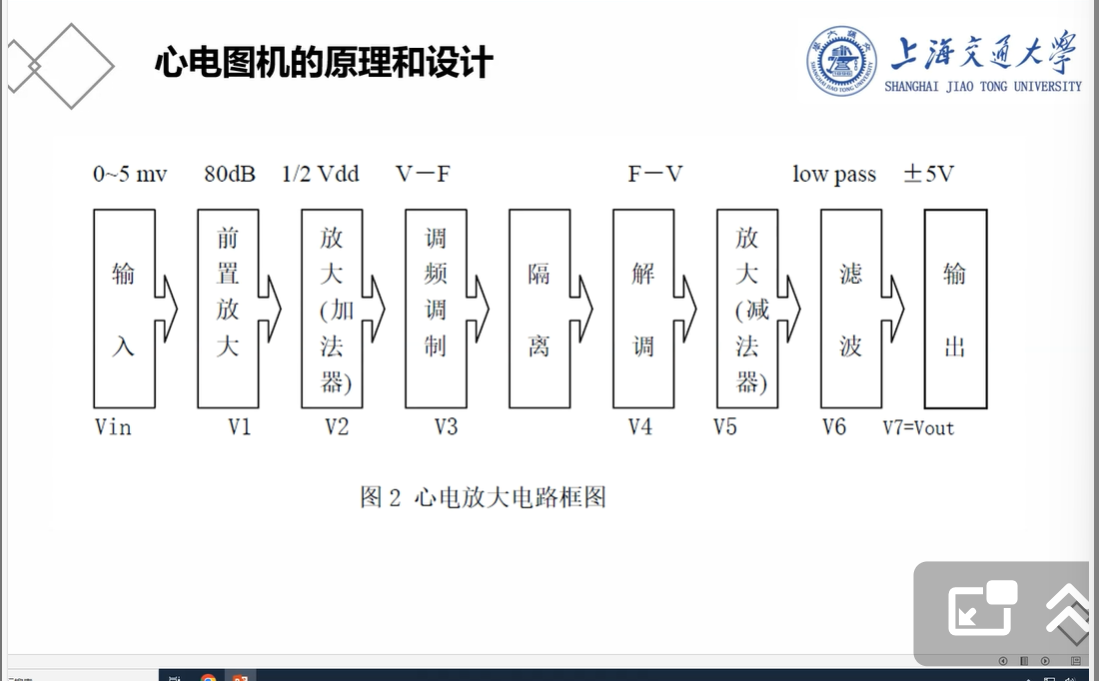 心电图机的原理和设计
上海交通大学
SHANGHAI JIAO TONG UNIVERSITY
0~5 mv 80dB 1/2 Vdd V—F F—V low pass ±5V
输入
前置放大
放大(加法器)
调频调制
隔离
解调
放大(减法器)
滤波
输出
Vin V1 V2 V3 V4 V5 V6 V7=Vout
图 2 心电放大电路框图